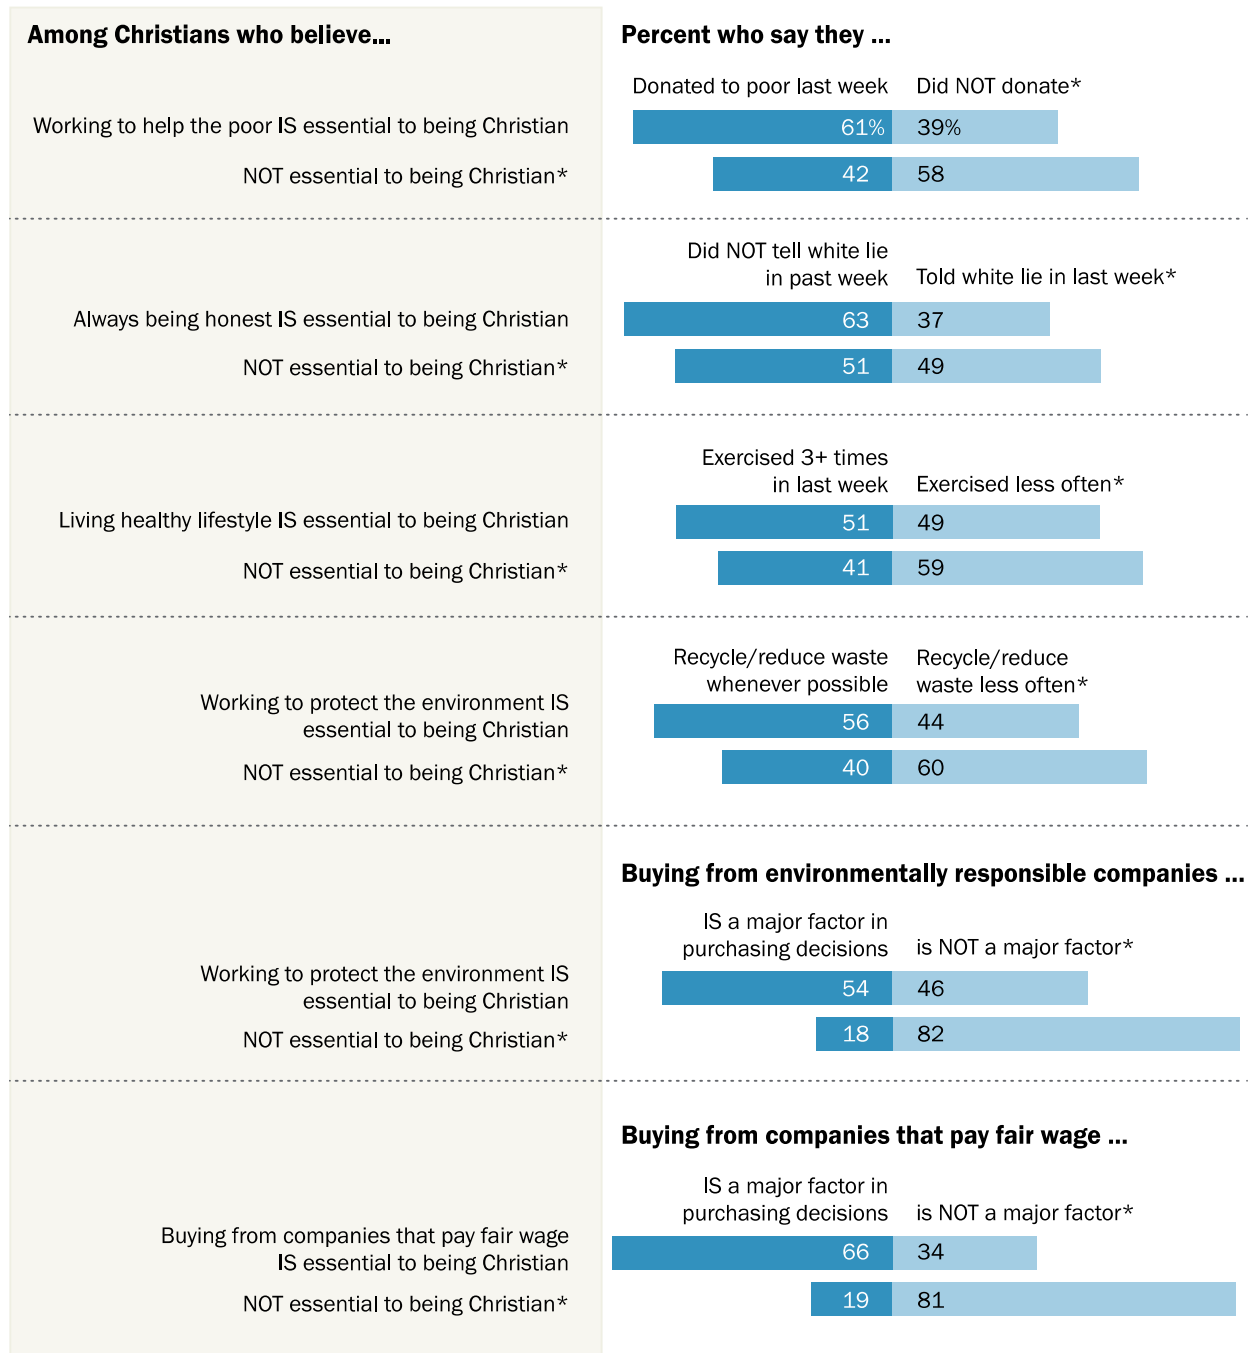 Among Christians who believe...
Percent who say they ...
Donated to poor last week
Did NOT donate*
Working to help the poor IS essential to being Christian
61%
39%
NOT essential to being Christian*
42
58
Did NOT tell white lie
in past week
Told white lie in last week*
Always being honest IS essential to being Christian
63
37
NOT essential to being Christian*
51
49
Exercised 3+ times
in last week
Exercised less often*
Living healthy lifestyle IS essential to being Christian
51
49
NOT essential to being Christian*
41
59
Recycle/reduce waste
whenever possible
Recycle/reduce
waste less often*
Working to protect the environment IS
essential to being Christian
56
44
NOT essential to being Christian*
40
60
Buying from environmentally responsible companies ...
IS a major factor in
purchasing decisions
is NOT a major factor*
Working to protect the environment IS
essential to being Christian
54
46
NOT essential to being Christian*
18
82
Buying from companies that pay fair wage ...
IS a major factor in
purchasing decisions
is NOT a major factor*
Buying from companies that pay fair wage
IS essential to being Christian
66
34
NOT essential to being Christian*
19
81